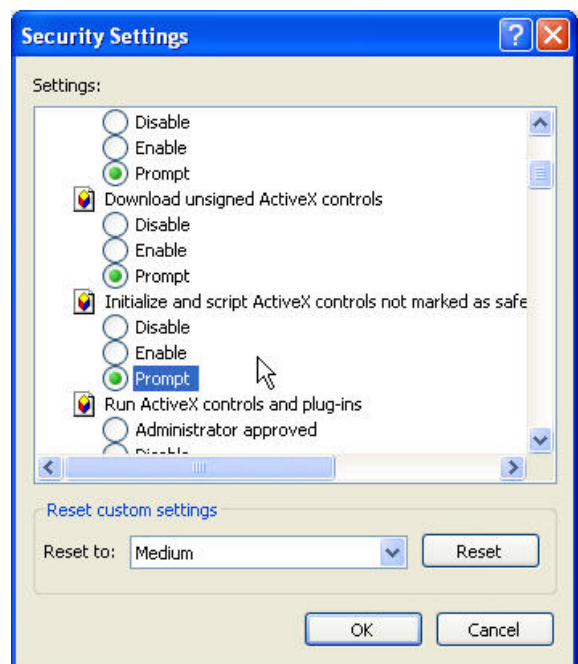 Security Settings
Settings:
Disable
Enable
Prompt
Download unsigned ActiveX controls
Disable
Enable
Prompt
Initialize and script ActiveX controls not marked as safe
Disable
Enable
Prompt
Run ActiveX controls and plug-ins
Administrator approved
Disable
Reset custom settings
Reset to: Medium Reset
OK Cancel